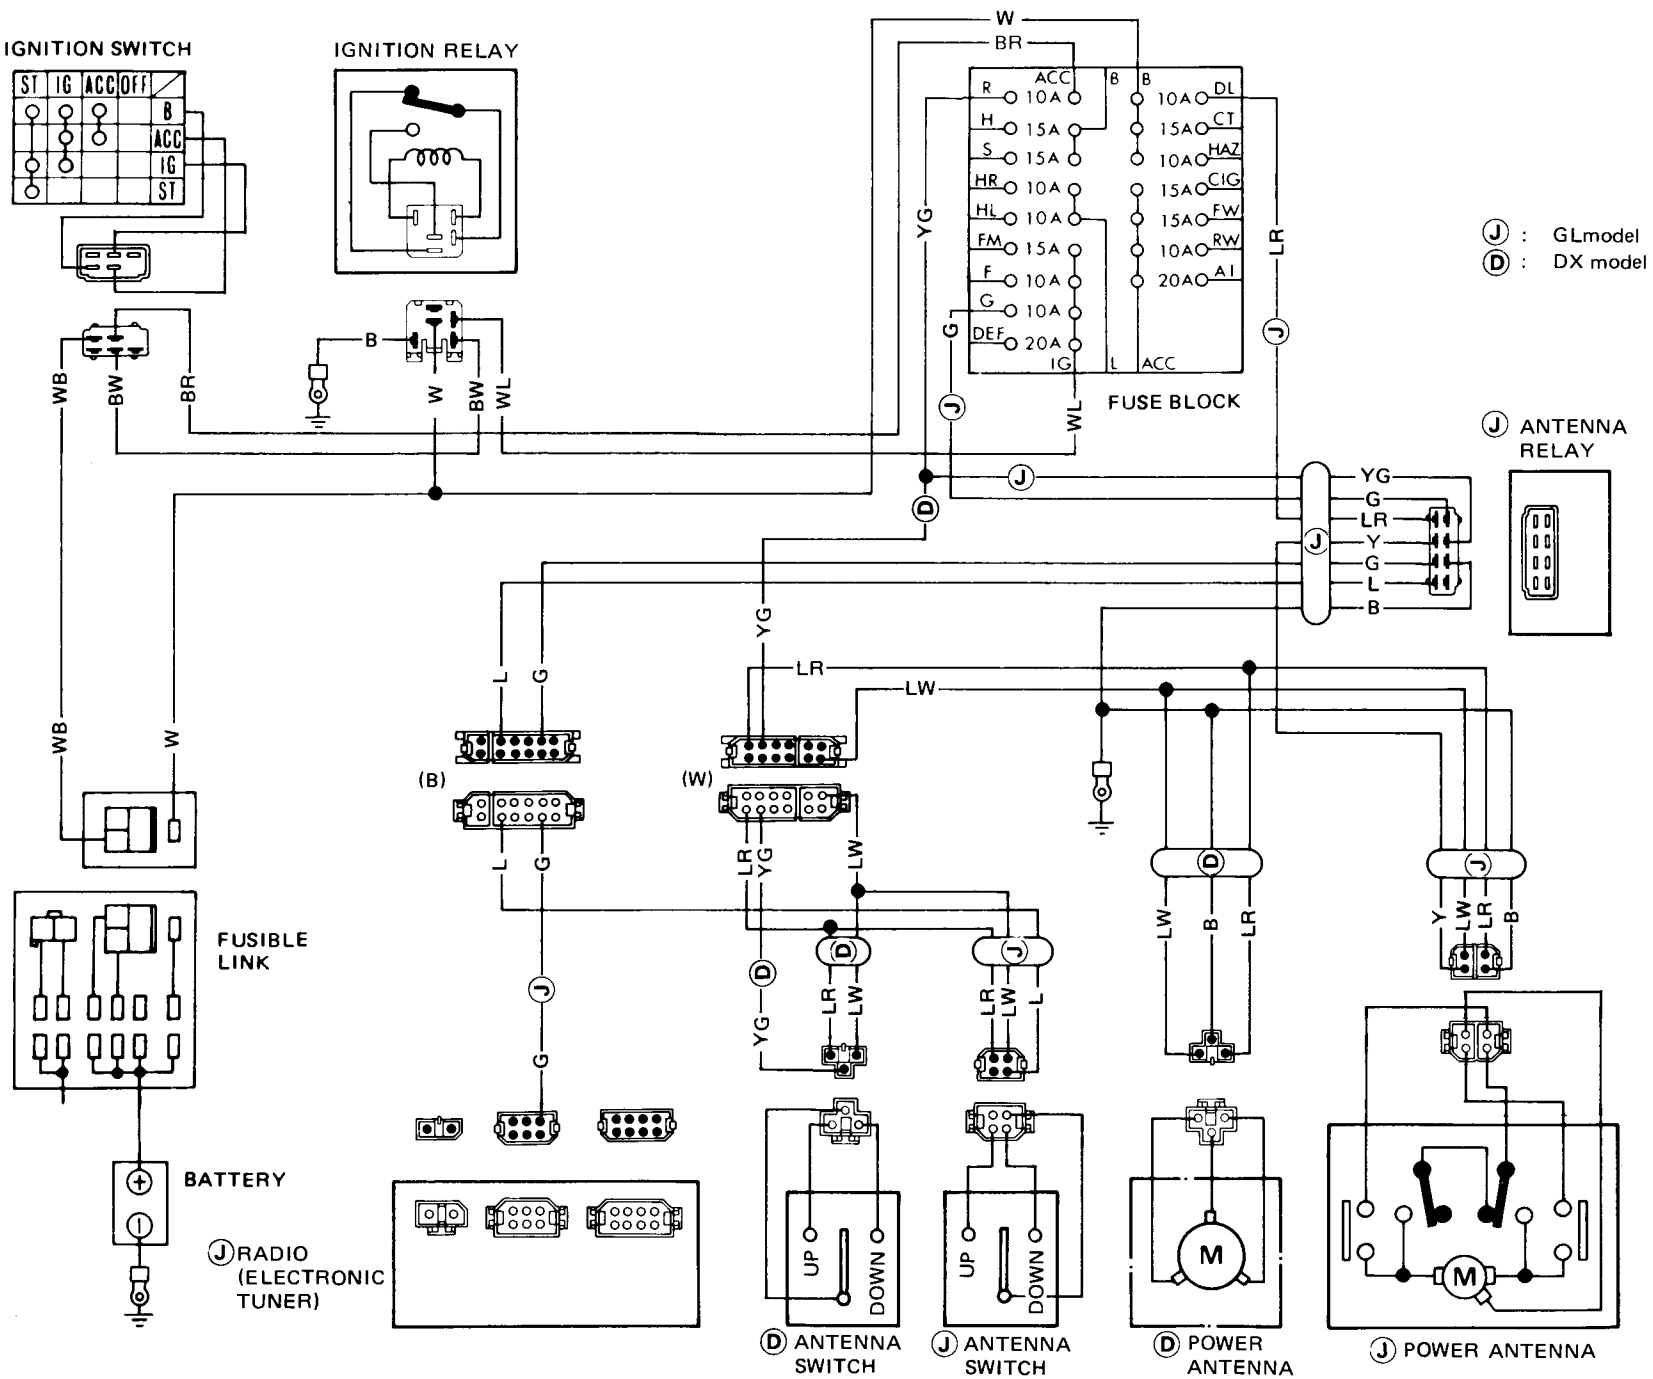 W
BR
IGNITION SWITCH
IGNITION RELAY
ST IG ACC OFF
B
ACC
IG
ST
ACC B B
R 10A 10A DL
H 15A 15A CT
S 15A 10A HAZ
HR 10A 15A CIG
HL 10A 15A FW
FM 15A 10A RW
F 10A 20A A1
G 10A
DEF 20A
IG L ACC
FUSE BLOCK
YG
LR
J : GLmodel
D : DX model
G
J
J
B
WB
BW
BR
W
BW
WL
WL
J ANTENNA
RELAY
J
D
J
YG
G
LR
Y
G
L
B
L
G
YG
LR
LW
WB
W
(B)
(W)
L
G
LR
YG
LW
D
J
FUSIBLE
LINK
Y
LW
LR
B
LW
B
LR
D
J
J
D
YG
LR
LW
LR
LW
L
G
BATTERY
+
–
J RADIO
(ELECTRONIC
TUNER)
UP
DOWN
UP
DOWN
M
M
D ANTENNA
SWITCH
J ANTENNA
SWITCH
D POWER
ANTENNA
J POWER ANTENNA